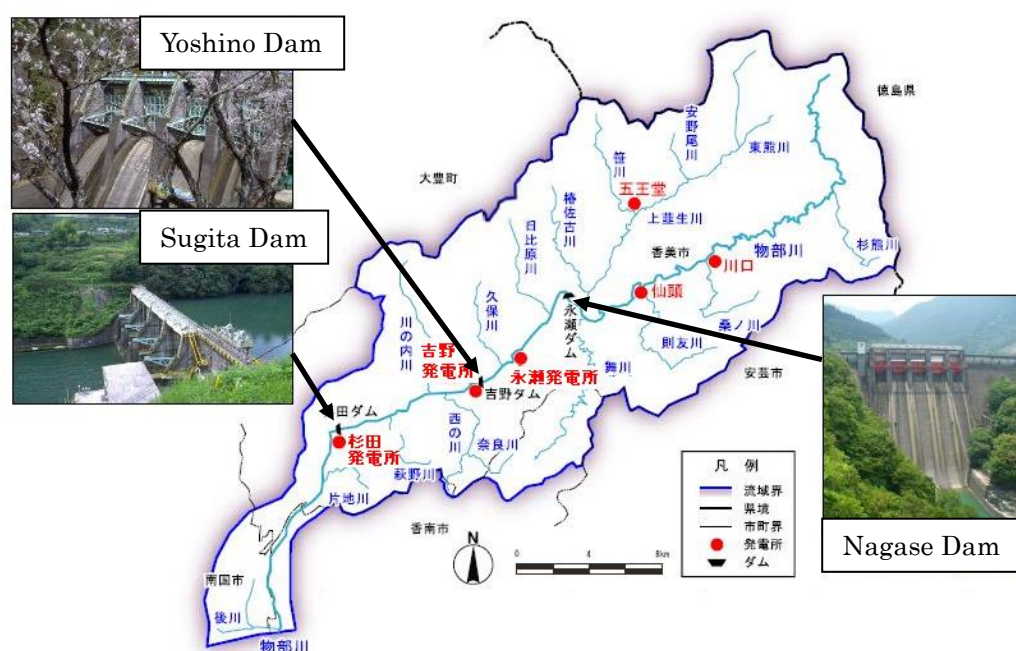 Yoshino Dam
Sugita Dam
Nagase Dam
徳島県
大豊町
安野尾川
笹川
東熊川
五王堂
椿佐古川
上韮生川
日比原川
香美市
物部川
杉熊川
川口
仙頭
久保川
永瀬ダム
桑ノ川
川の内川
則友川
吉野
発電所
舞川
永瀬発電所
安芸市
吉野ダム
田ダム
西の川
杉田
発電所
奈良川
萩野川
片地川
香南市
凡 例
流域界
県境
市町界
発電所
ダム
N
0 4 8km
南国市
後川
物部川